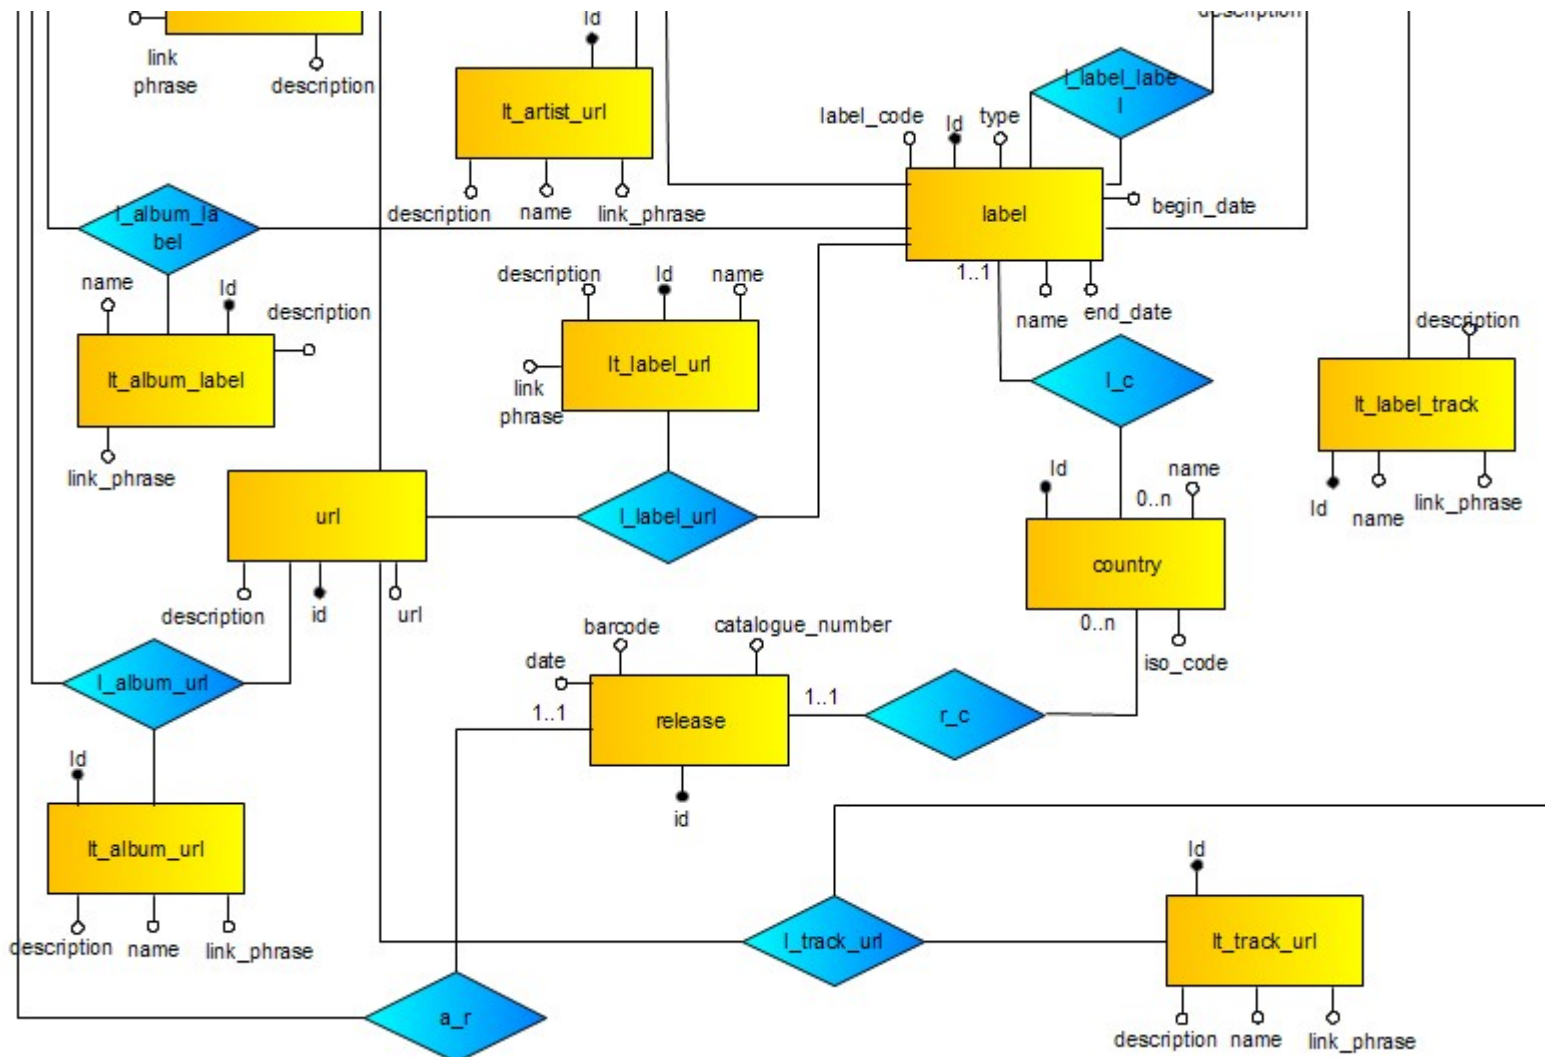 Id
description
link
phrase
description
lt_artist_url
l_label_labe
l
label_code
Id
type
description
name
link_phrase
label
begin_date
l_album_la
bel
1..1
name
end_date
name
Id
description
description
Id
name
lt_album_label
link
phrase
lt_label_url
l_c
description
lt_label_track
link_phrase
Id
name
link_phrase
url
l_label_url
Id
name
0..n
country
description
id
url
0..n
iso_code
barcode
catalogue_number
date
l_album_url
1..1
release
1..1
r_c
id
Id
lt_album_url
description
name
link_phrase
Id
l_track_url
lt_track_url
a_r
description
name
link_phrase